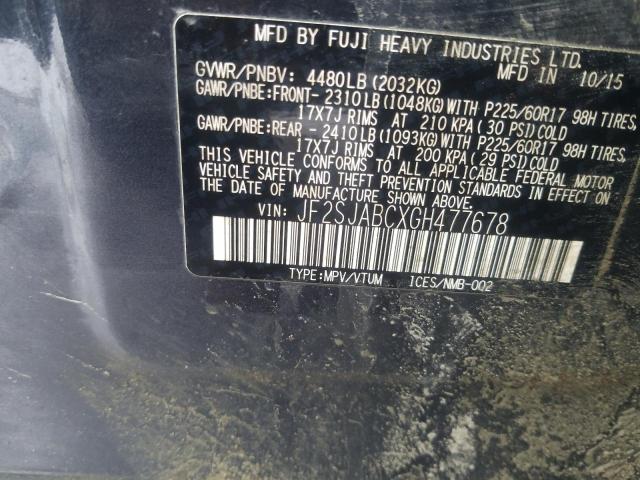 MFD BY FUJI HEAVY INDUSTRIES LTD.
MFD IN 10/15
GVWR/PNBV: 4480LB(2032KG)
GAWR/PNBE:FRONT- 2310LB(1048KG)WITH P225/60R17 98H TIRES,
17X7J RIMS AT 210 KPA(30 PSI)COLD
GAWR/PNBE:REAR - 2410LB(1093KG)WITH P225/60R17 98H TIRES,
17X7J RIMS AT 200 KPA(29 PSI)COLD
THIS VEHICLE CONFORMS TO ALL APPLICABLE FEDERAL MOTOR
VEHICLE SAFETY AND THEFT PREVENTION STANDARDS IN EFFECT
ON THE DATE OF MANUFACTURE SHOWN ABOVE.
VIN: JF2SJABCXGH477678
TYPE:MPV/VTUM ICES/NMB-002